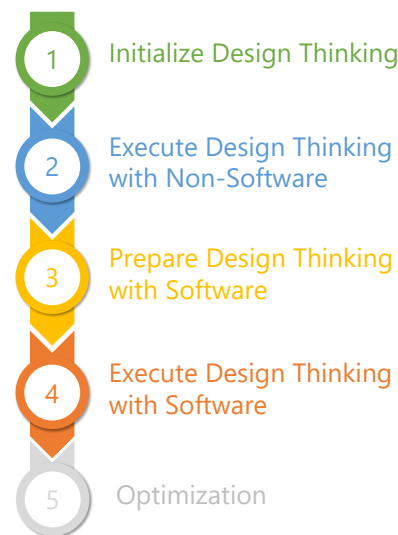 1
Initialize Design Thinking
2
Execute Design Thinking
with Non-Software
3
Prepare Design Thinking
with Software
4
Execute Design Thinking
with Software
5
Optimization